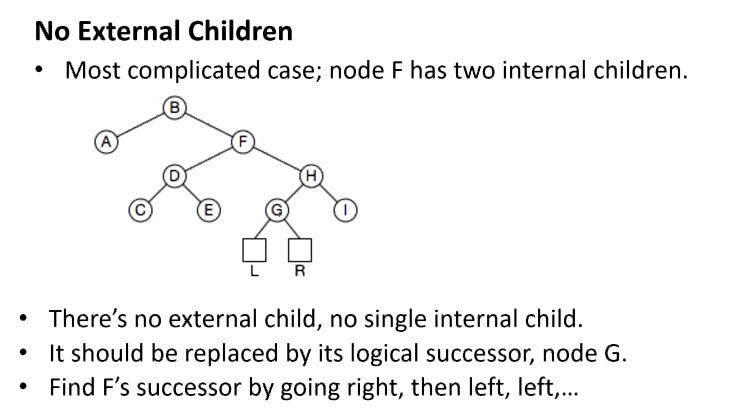 No External Children
• Most complicated case; node F has two internal children.
B
A F
D H
C E G I
L R
• There’s no external child, no single internal child.
• It should be replaced by its logical successor, node G.
• Find F’s successor by going right, then left, left,…